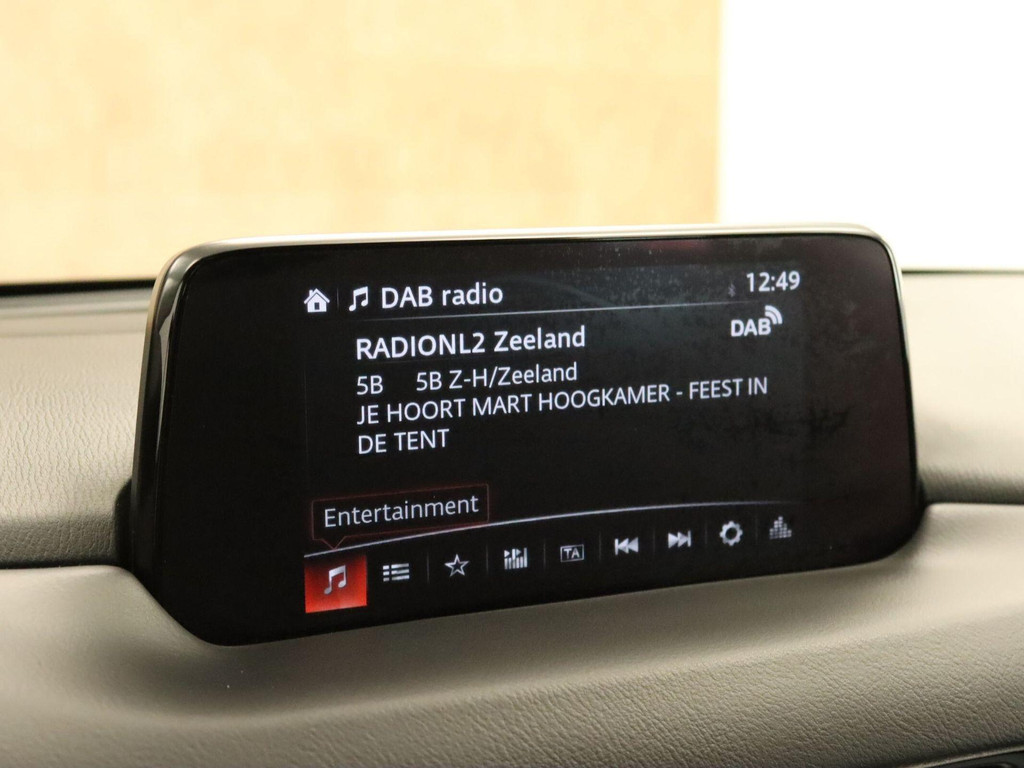 DAB radio
12:49
DAB
RADIONL2 Zeeland
5B 5B Z-H/Zeeland
JE HOORT MART HOOGKAMER - FEEST IN
DE TENT
Entertainment
TA